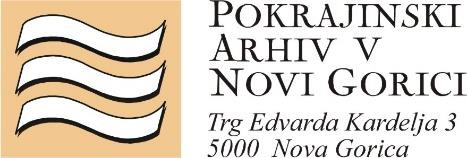 POKRAJINSKI
ARHIV V
NOVI GORICI
Trg Edvarda Kardelja 3
5000 Nova Gorica